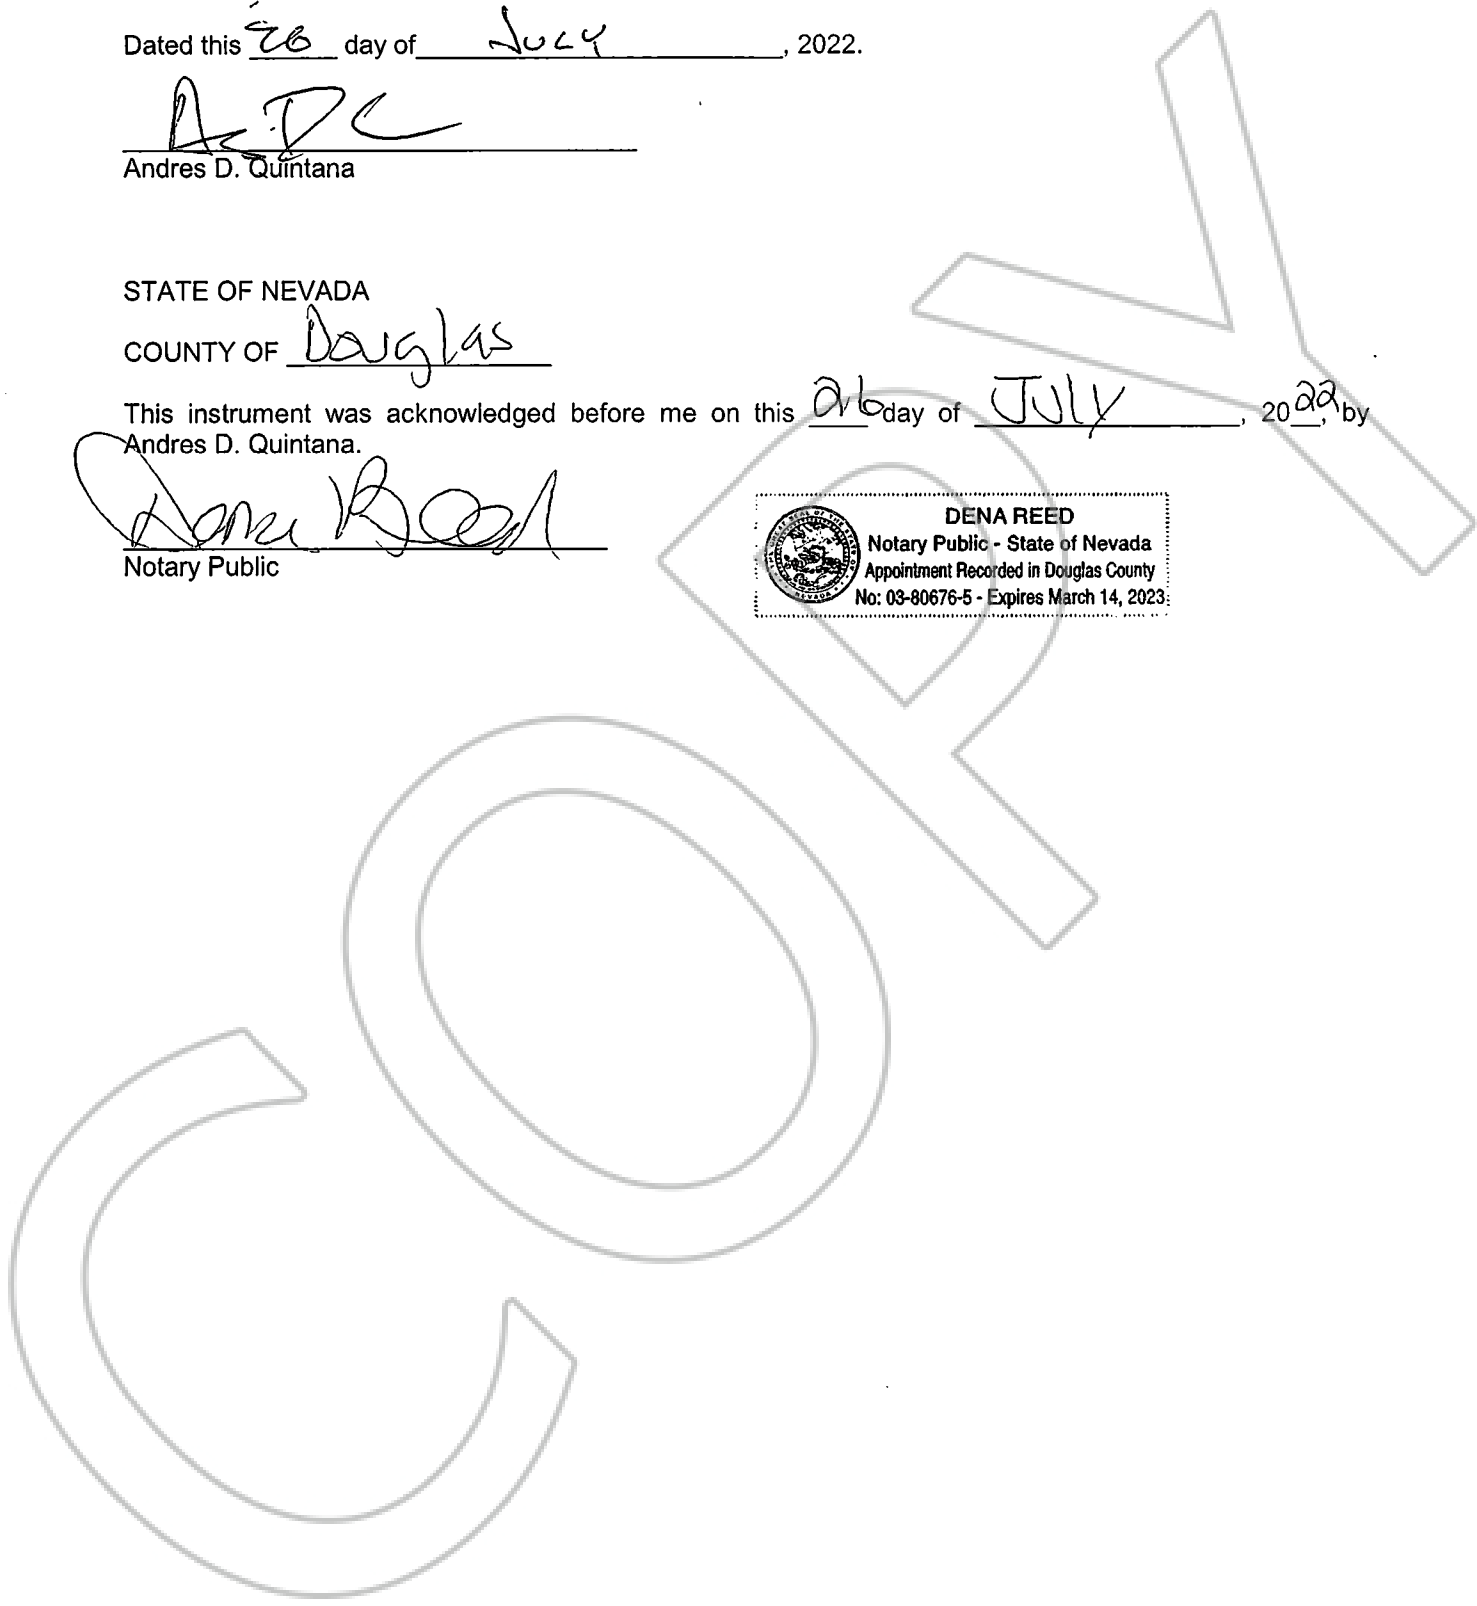 Dated this 26 day of July, 2022.
Andres D. Quintana
STATE OF NEVADA
COUNTY OF Douglas
This instrument was acknowledged before me on this 26 day of July, 2022, by
Andres D. Quintana.
Dena Reed
Notary Public
DENA REED
Notary Public - State of Nevada
Appointment Recorded in Douglas County
No: 03-80676-5 - Expires March 14, 2023
COPY